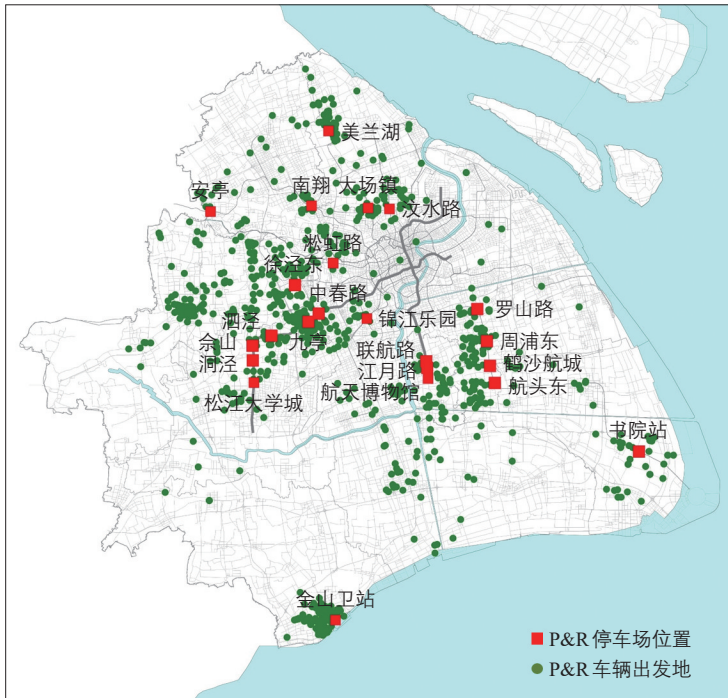 美兰湖
安亭
南翔
大场镇
汶水路
淞虹路
徐泾东
中春路
锦江乐园
罗山路
泗泾
九亭
佘山
洞泾
联航路
江月路
周浦东
鹤沙航城
松江大学城
航天博物馆
航头东
书院站
金山卫站
P&R 停车场位置
P&R 车辆出发地